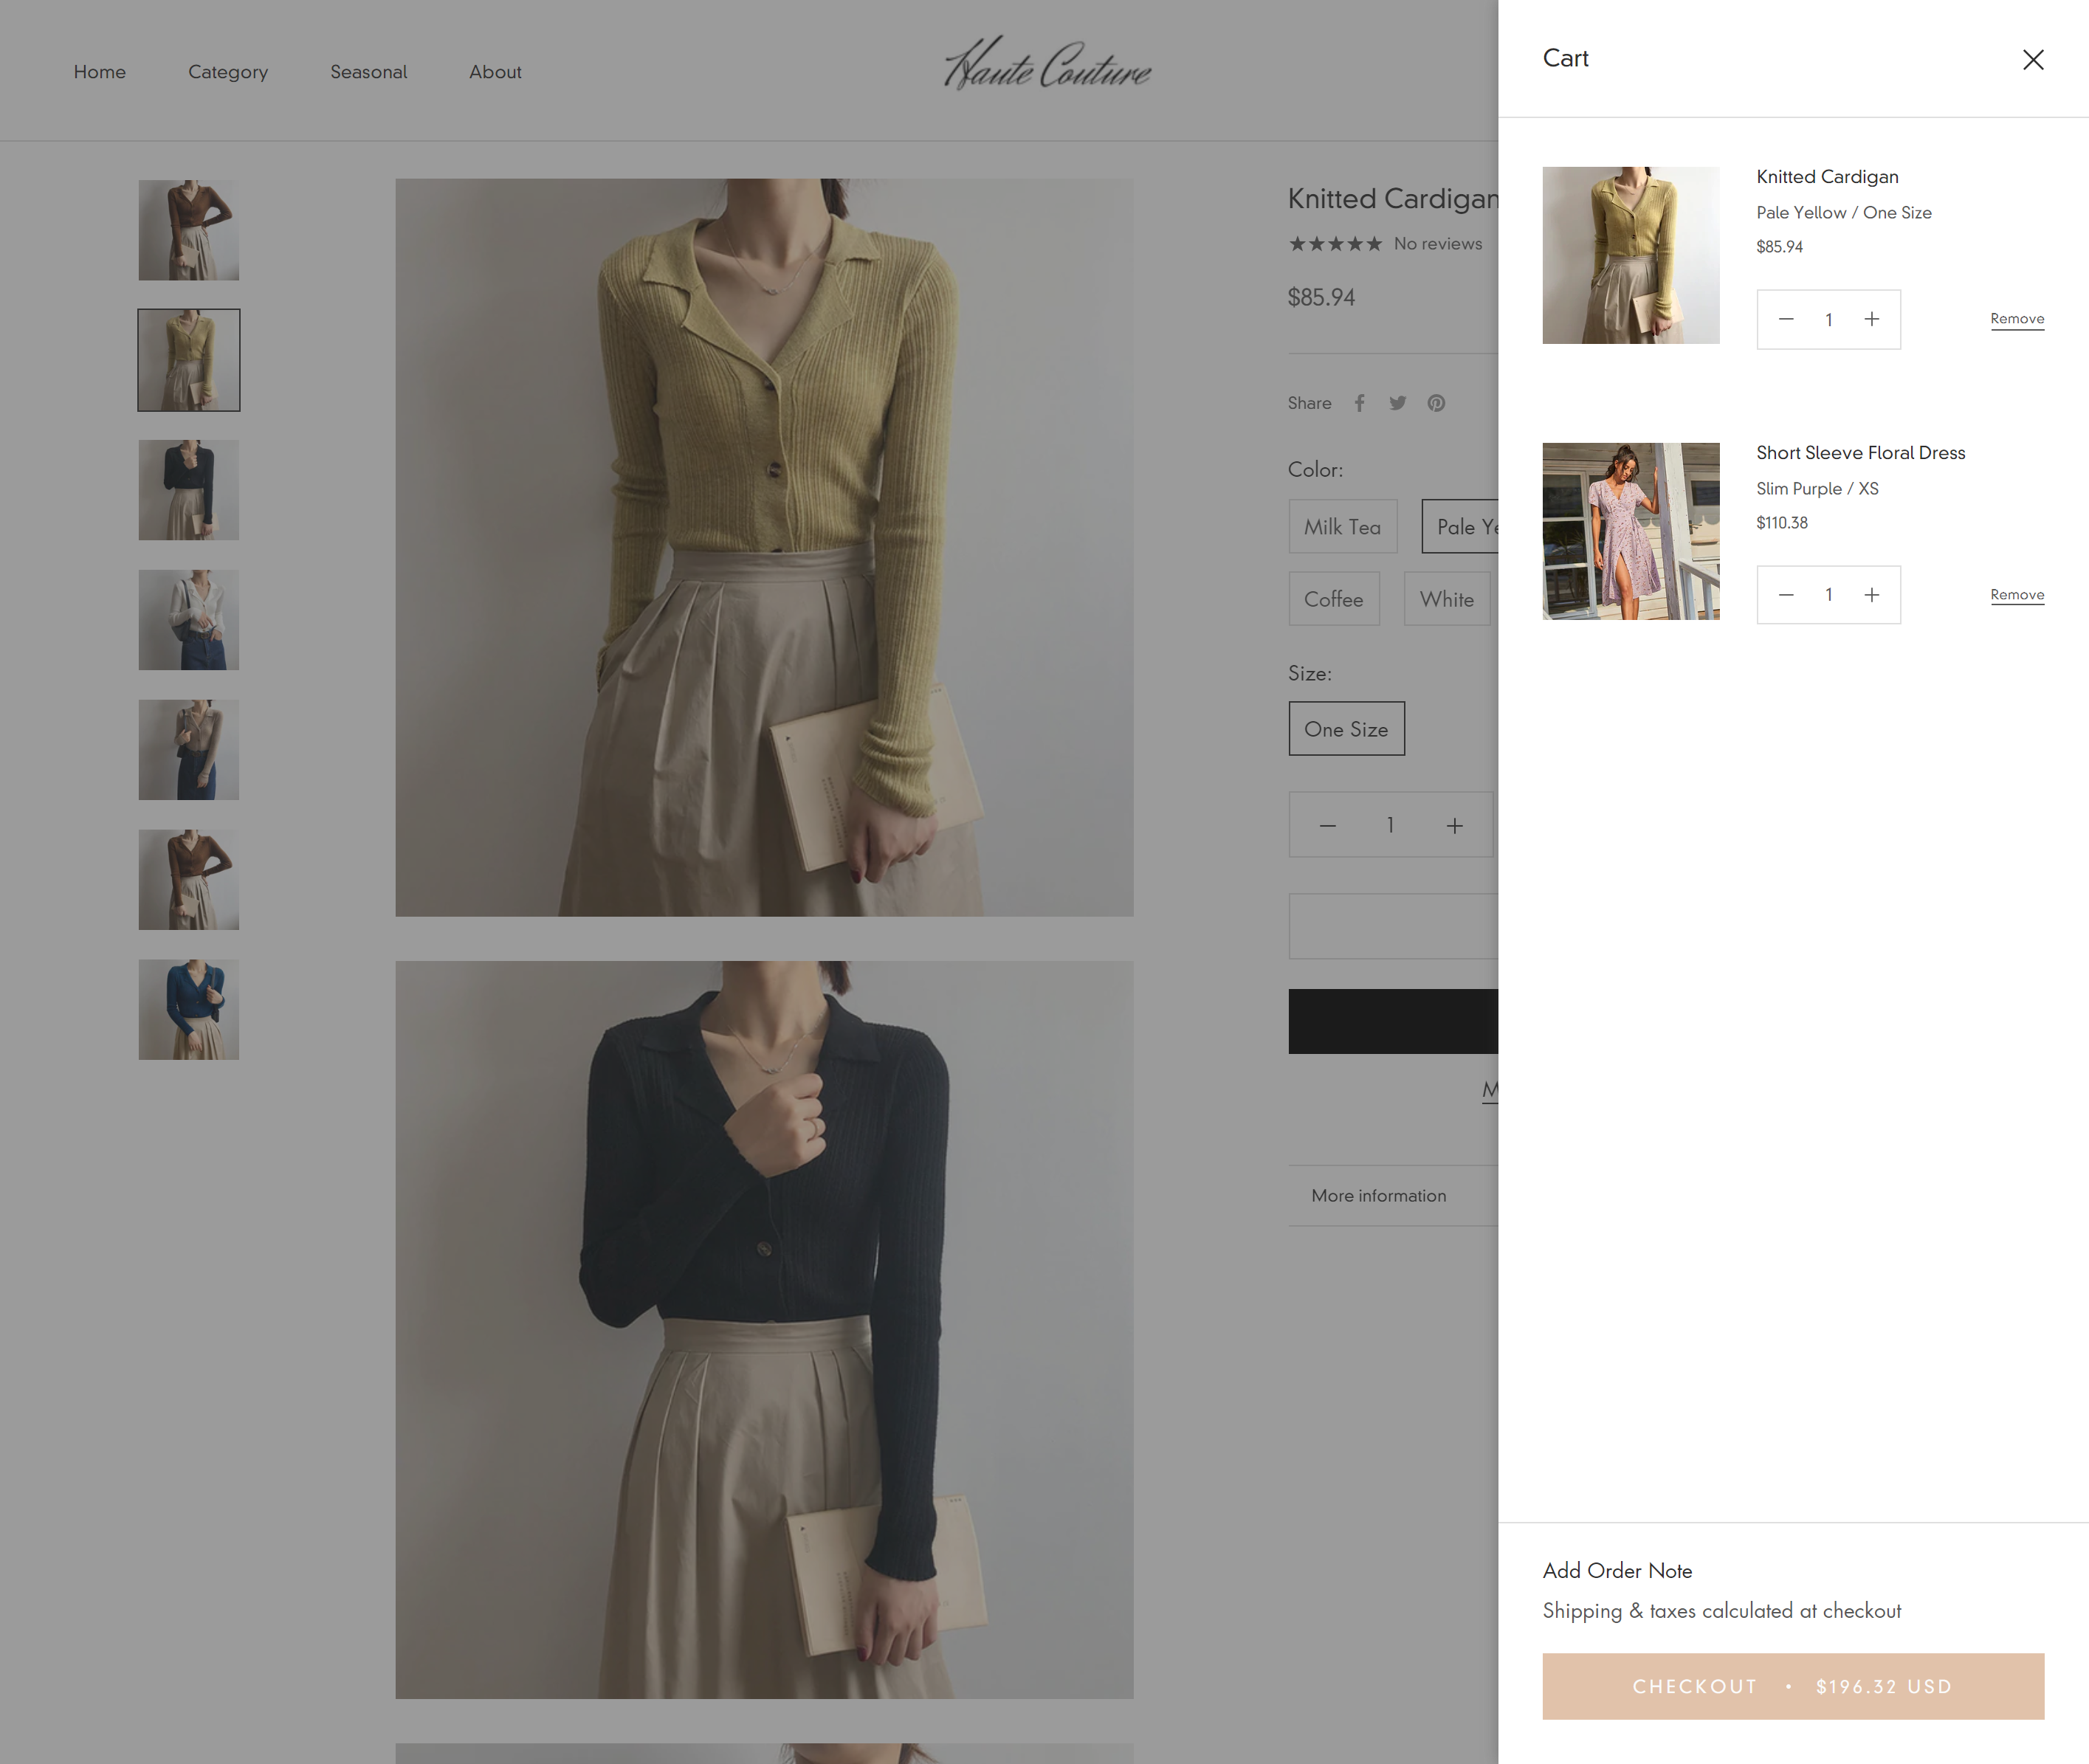 Home
Category
Seasonal
About
Haute Couture
Knitted Cardigan
No reviews
$85.94
Share
Color:
Milk Tea
Pale Ye
Coffee
White
Size:
One Size
1
M
More information
Cart
Knitted Cardigan
Pale Yellow / One Size
$85.94
1
Remove
Short Sleeve Floral Dress
Slim Purple / XS
$110.38
1
Remove
Add Order Note
Shipping & taxes calculated at checkout
CHECKOUT • $196.32 USD